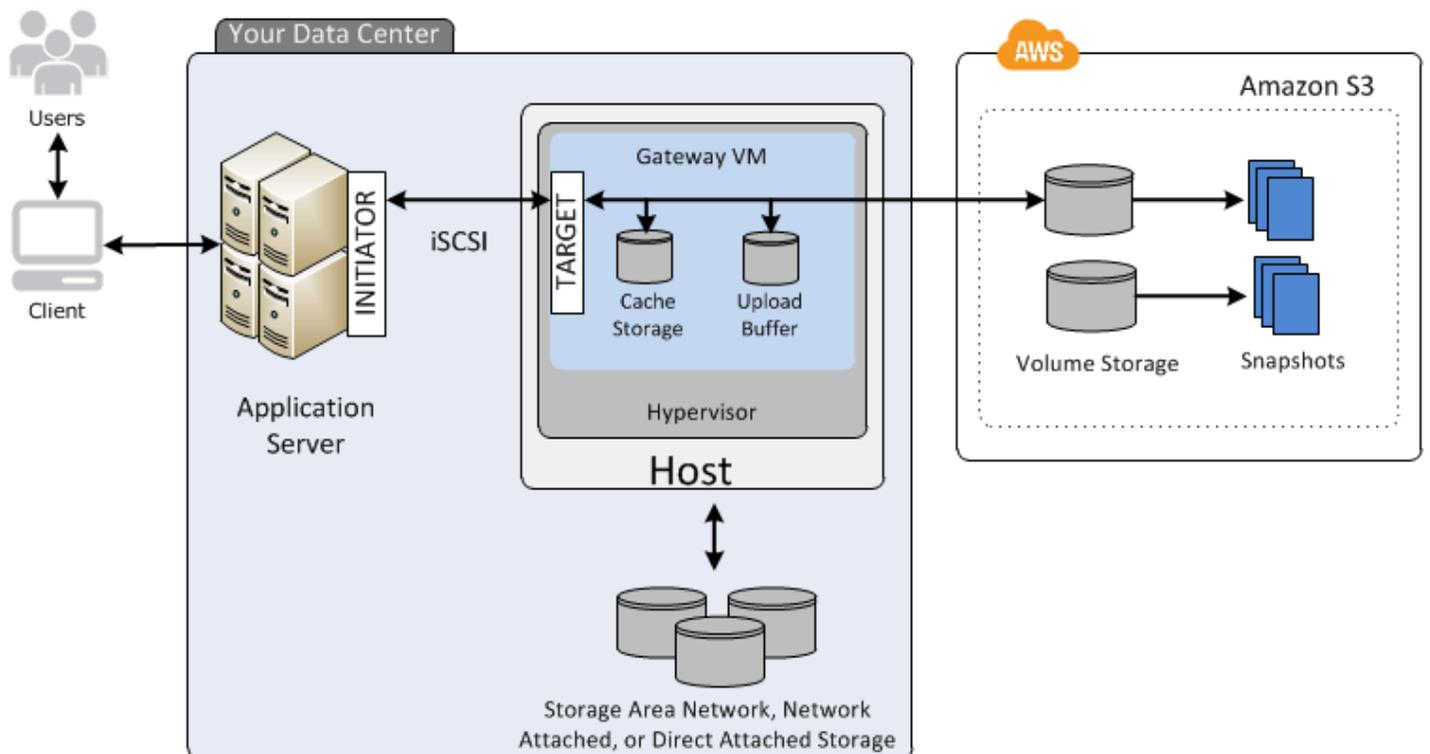 Users
Client
Your Data Center
INITIATOR
Application
Server
iSCSI
Gateway VM
TARGET
Cache
Storage
Upload
Buffer
Hypervisor
Host
Storage Area Network, Network
Attached, or Direct Attached Storage
AWS
Amazon S3
Volume Storage
Snapshots